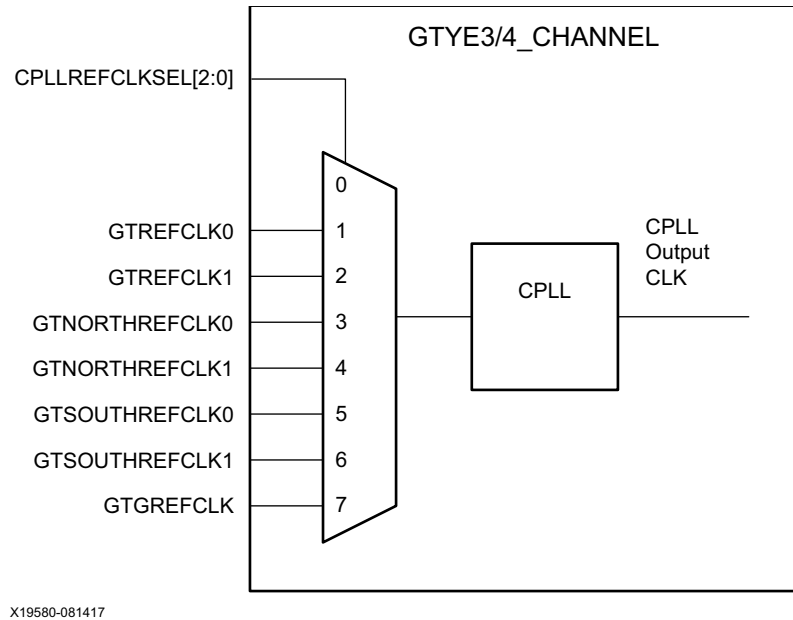 GTYE3/4_CHANNEL
CPLLREFCLKSEL[2:0]
0
GTREFCLK0
1
GTREFCLK1
2
GTNORTHREFCLK0
3
GTNORTHREFCLK1
4
GTSOUTHREFCLK0
5
GTSOUTHREFCLK1
6
GTGREFCLK
7
CPLL
CPLL
Output
CLK
X19580-081417